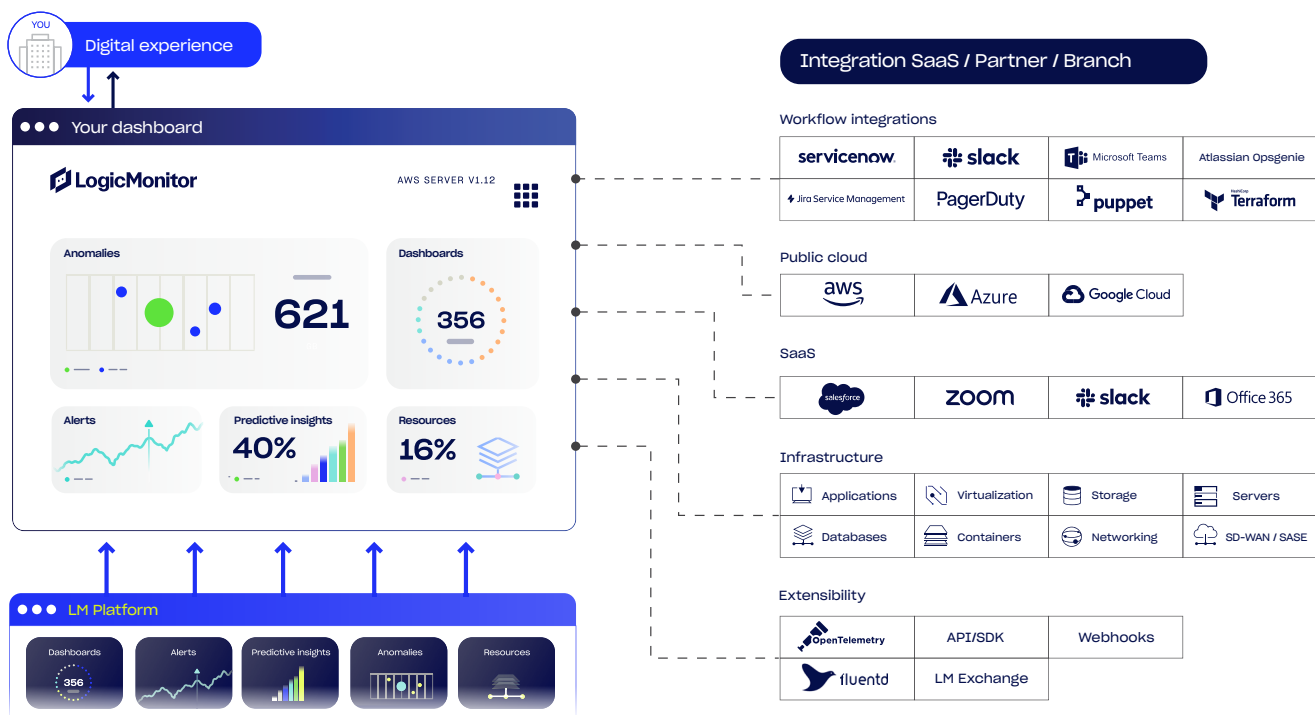 YOU
Digital experience
Your dashboard
LogicMonitor
AWS SERVER V1.12
Anomalies
621
Dashboards
356
Alerts
Predictive insights
40%
Resources
16%
LM Platform
Dashboards
356
Alerts
Predictive insights
Anomalies
Resources
Integration SaaS / Partner / Branch
Workflow integrations
servicenow
slack
Microsoft Teams
Atlassian Opsgenie
Jira Service Management
PagerDuty
puppet
HashiCorp
Terraform
Public cloud
aws
Azure
Google Cloud
SaaS
salesforce
zoom
slack
Office 365
Infrastructure
Applications
Virtualization
Storage
Servers
Databases
Containers
Networking
SD-WAN / SASE
Extensibility
OpenTelemetry
API/SDK
Webhooks
fluentd
LM Exchange